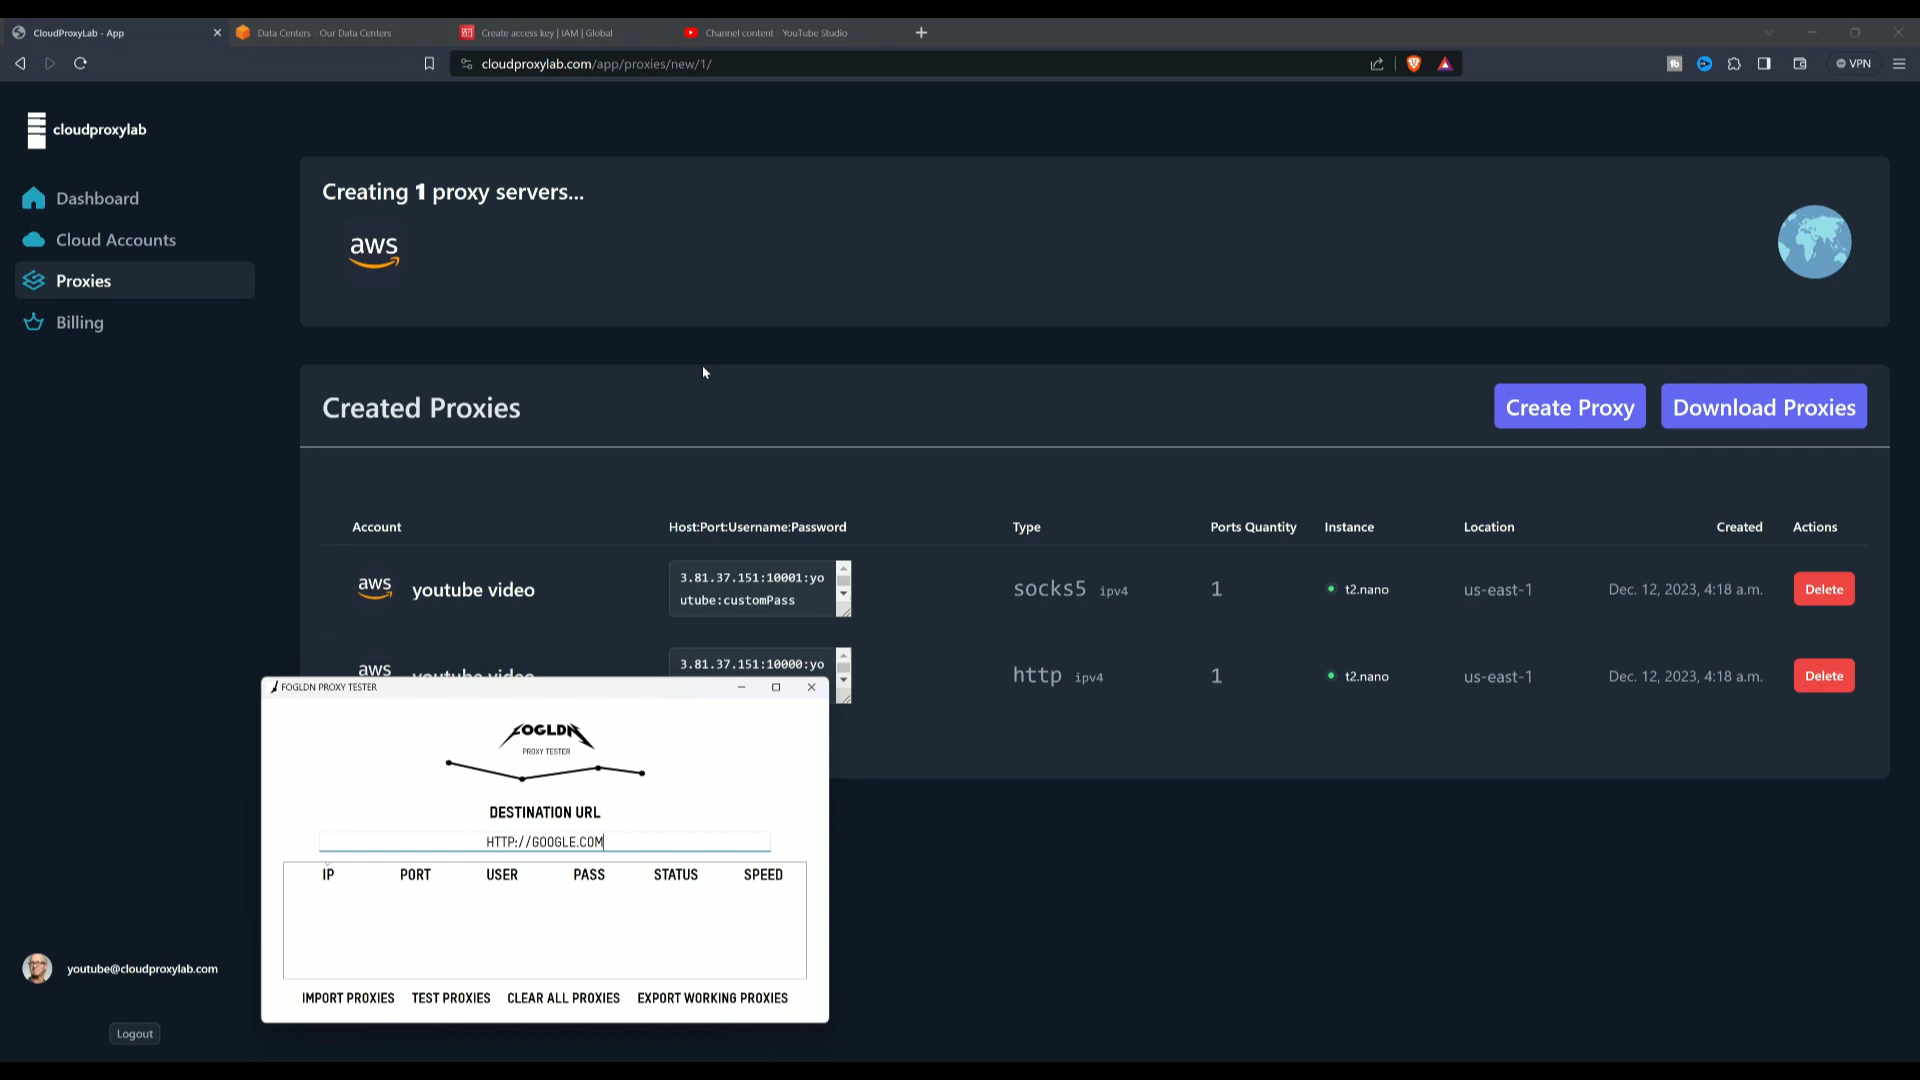 CloudProxyLab - App
Data Centers - Our Data Centers
Create access key | IAM | Global
Channel content - YouTube Studio
cloudproxylab.com/app/proxies/new/1/
VPN
cloudproxylab
Dashboard
Cloud Accounts
Proxies
Billing
Creating 1 proxy servers...
aws
Created Proxies
Create Proxy
Download Proxies
Account
Host:Port:Username:Password
Type
Ports Quantity
Instance
Location
Created
Actions
aws
youtube video
3.81.37.151:10001:yo
utube:customPass
socks5 ipv4
1
t2.nano
us-east-1
Dec. 12, 2023, 4:18 a.m.
Delete
aws
youtube video
3.81.37.151:10000:yo
http ipv4
1
t2.nano
us-east-1
Dec. 12, 2023, 4:18 a.m.
Delete
FOGLDN PROXY TESTER
FOGLDN
PROXY TESTER
DESTINATION URL
HTTP://GOOGLE.COM
IP
PORT
USER
PASS
STATUS
SPEED
IMPORT PROXIES
TEST PROXIES
CLEAR ALL PROXIES
EXPORT WORKING PROXIES
youtube@cloudproxylab.com
Logout